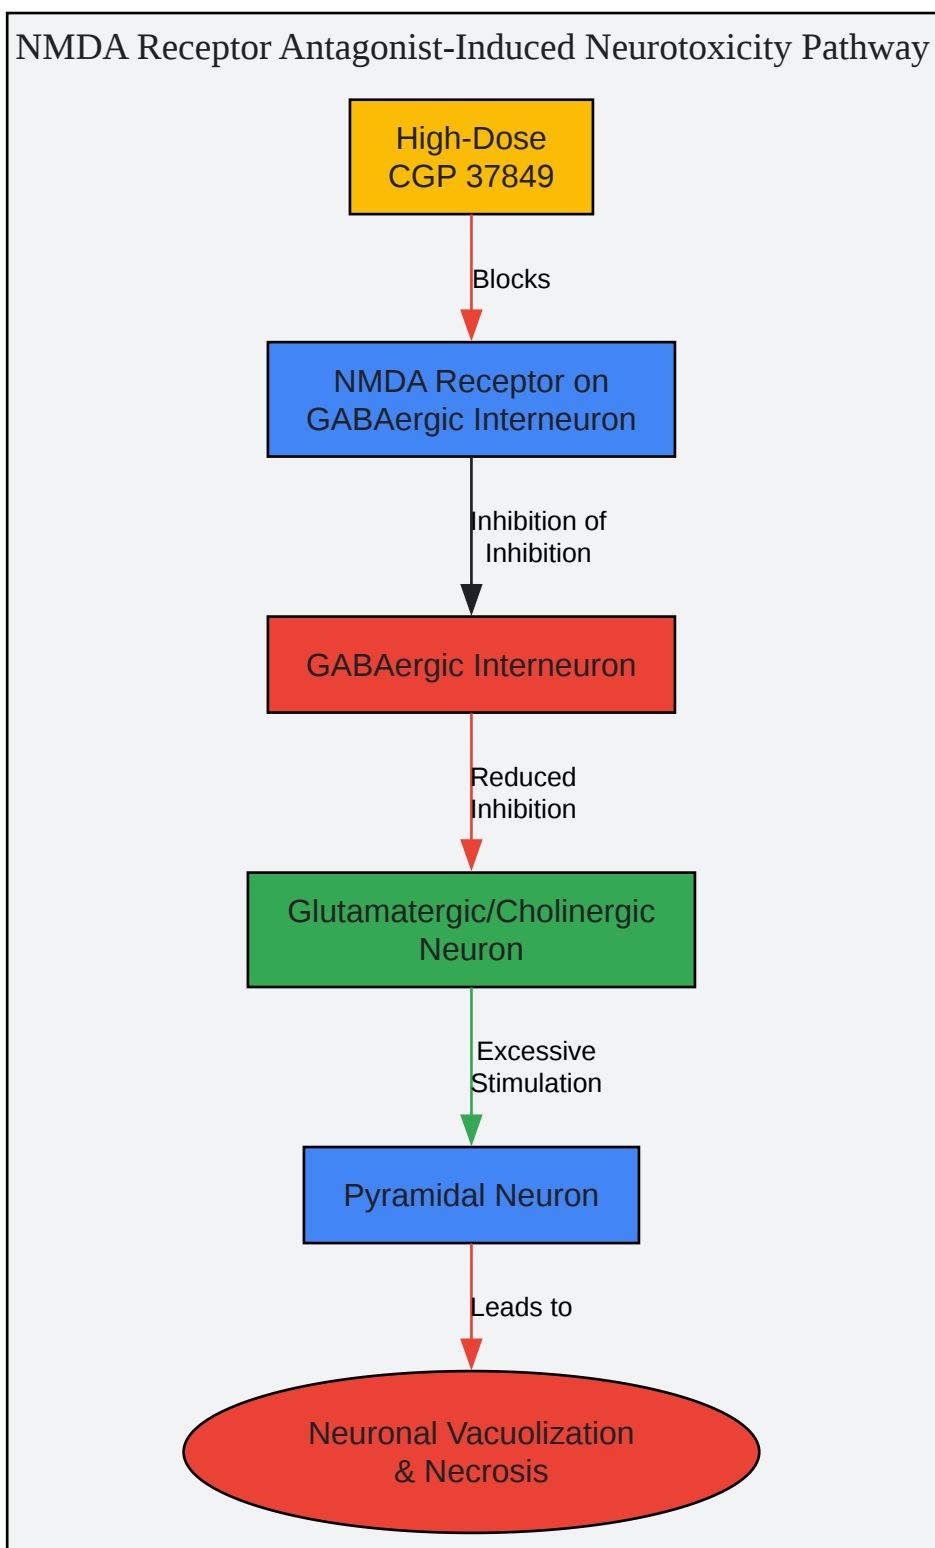 NMDA Receptor Antagonist-Induced Neurotoxicity Pathway
High-Dose
CGP 37849
Blocks
NMDA Receptor on
GABAergic Interneuron
Inhibition of
Inhibition
GABAergic Interneuron
Reduced
Inhibition
Glutamatergic/Cholinergic
Neuron
Excessive
Stimulation
Pyramidal Neuron
Leads to
Neuronal Vacuolization
& Necrosis